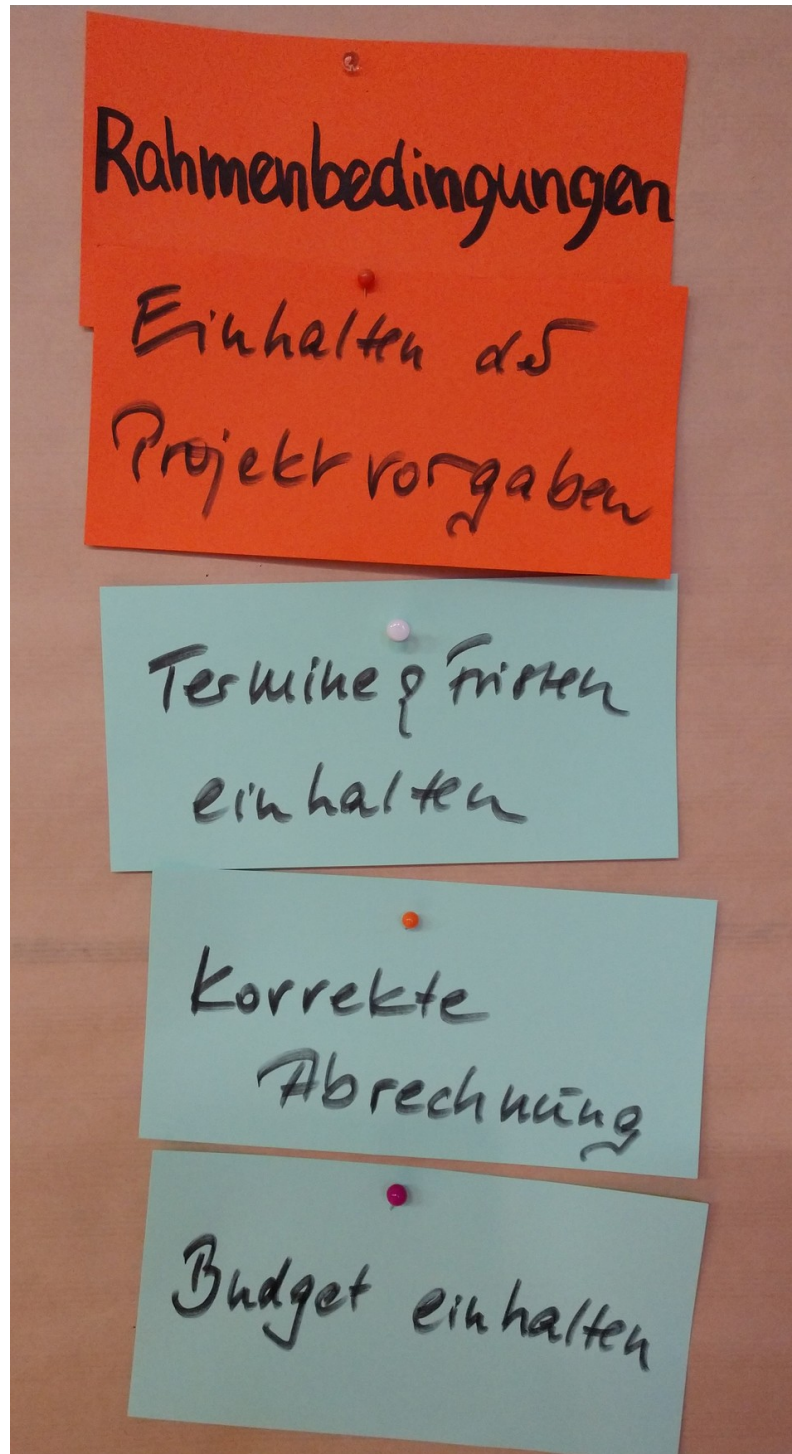 Rahmenbedingungen
Einhalten der
Projektvorgaben
Termine & Fristen
einhalten
Korrekte
Abrechnung
Budget einhalten